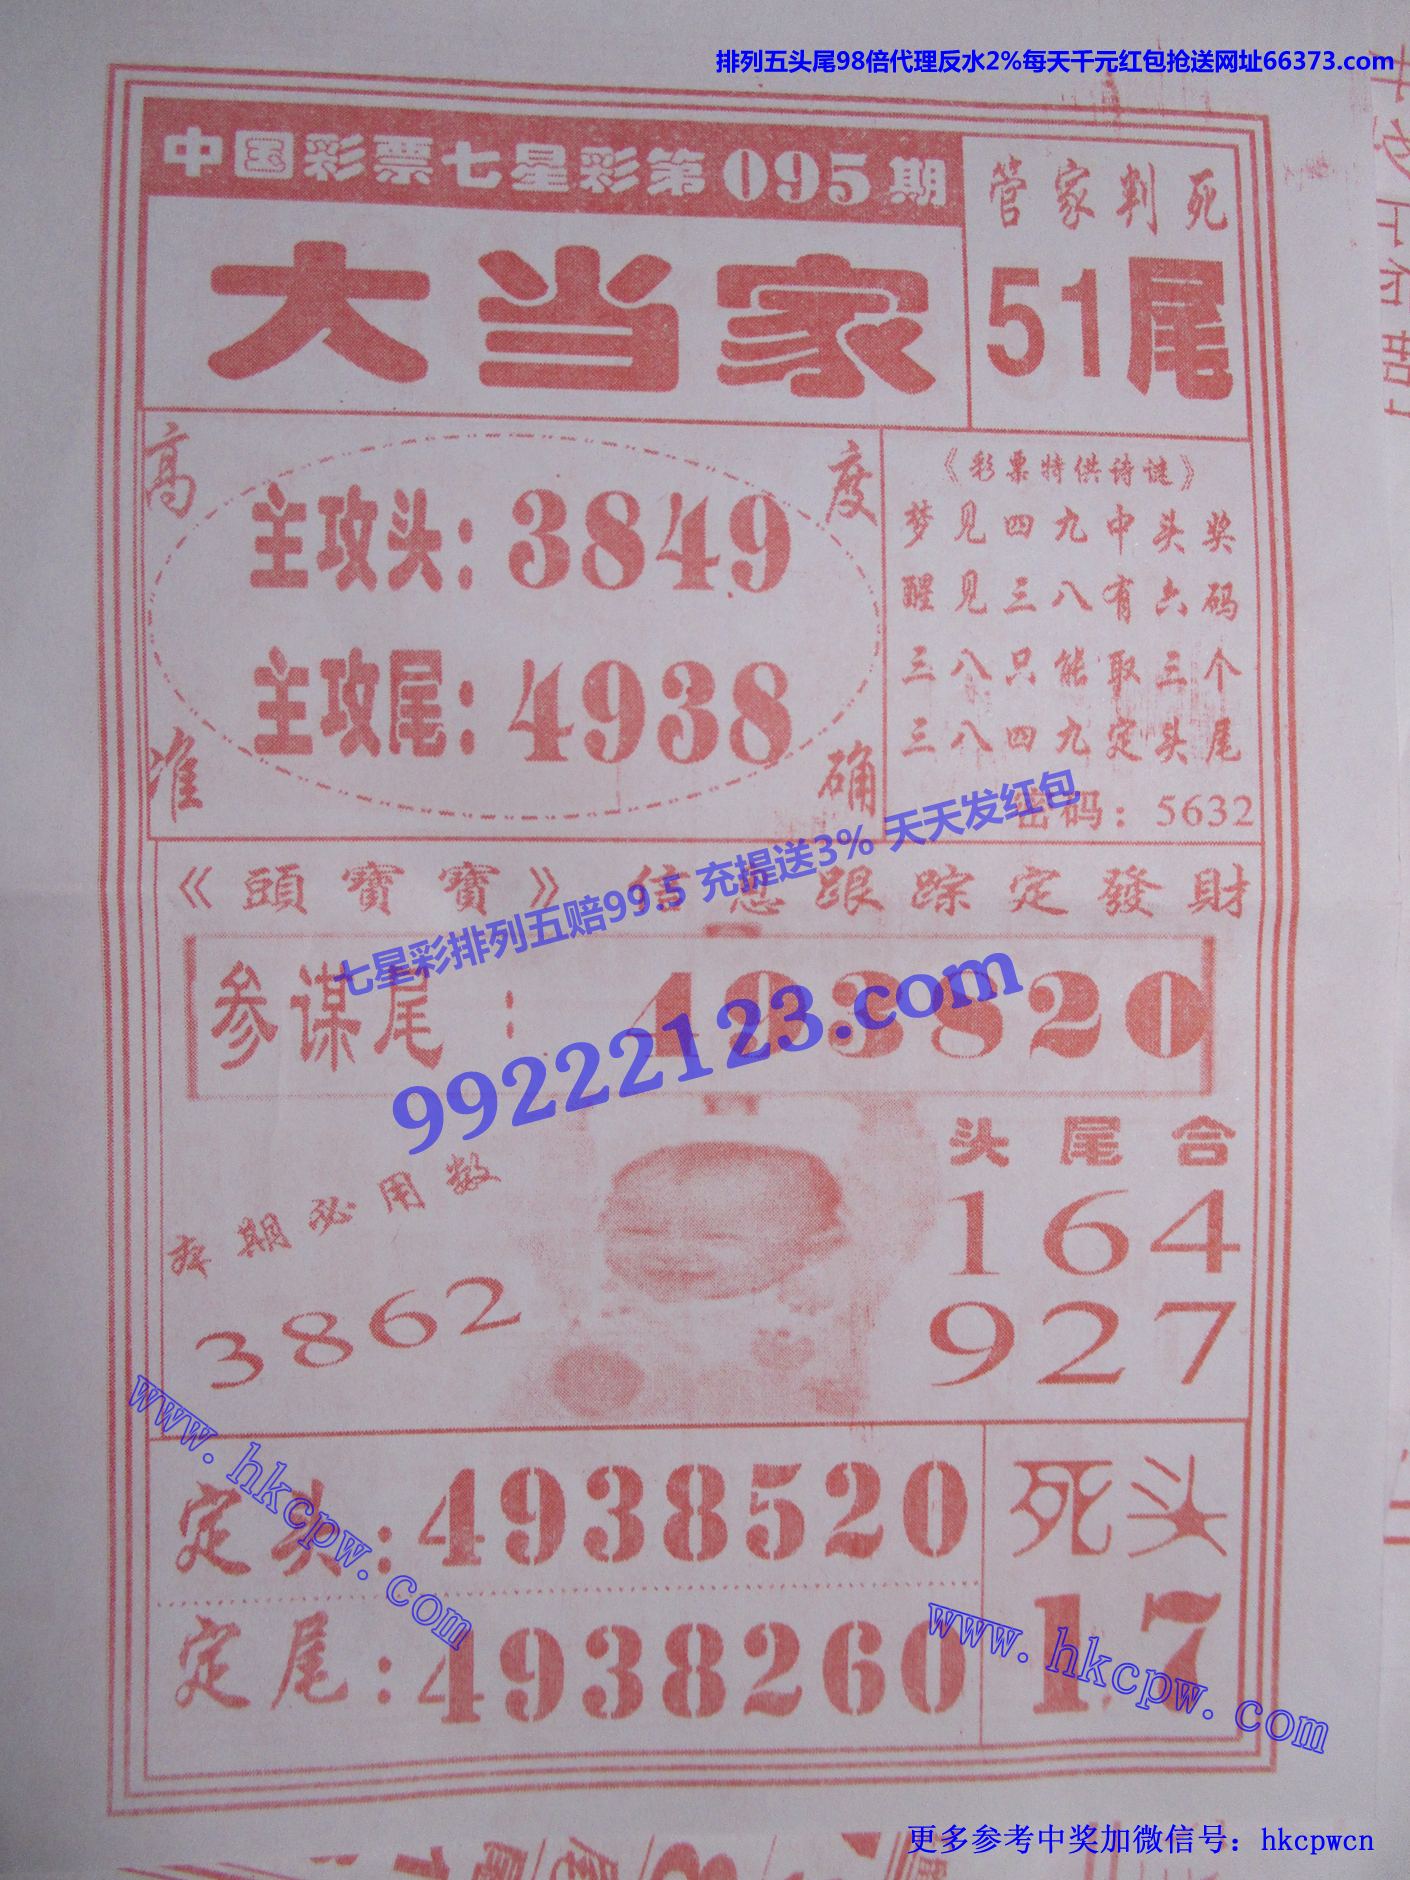 排列五头尾98倍代理反水2%每天千元红包抢送网址66373.com
中国彩票七星彩第095期
大当家
管家判死
51尾
高度准确
主攻头：3849
主攻尾：4938
《彩票特供诗谜》
梦见四九中头奖
醒见三八有六码
三八只能取三个
三八四九定头尾
密码：5632
七星彩排列五赔99.5 充提送3% 天天发红包
99222123.com
《頭寶寶》信息跟踪定發財
参谋尾：493820
本期必用数
3862
头尾合
164
927
定头：4938520
定尾：4938260
死头
17
www.hkcpw.com
www.hkcpw.com
更多参考中奖加微信号：hkcpwcn